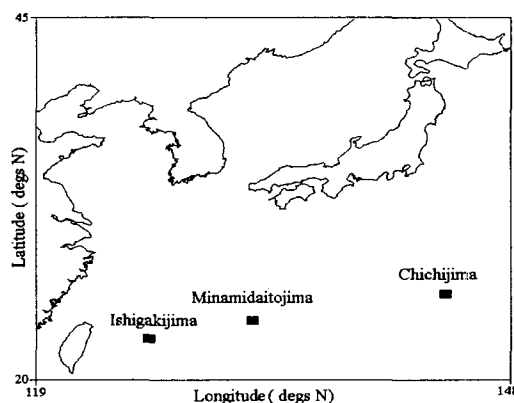 45
Latitude ( degs N)
Chichijima
Minamidaitojima
Ishigakijima
20
119
Longitude ( degs N)
148